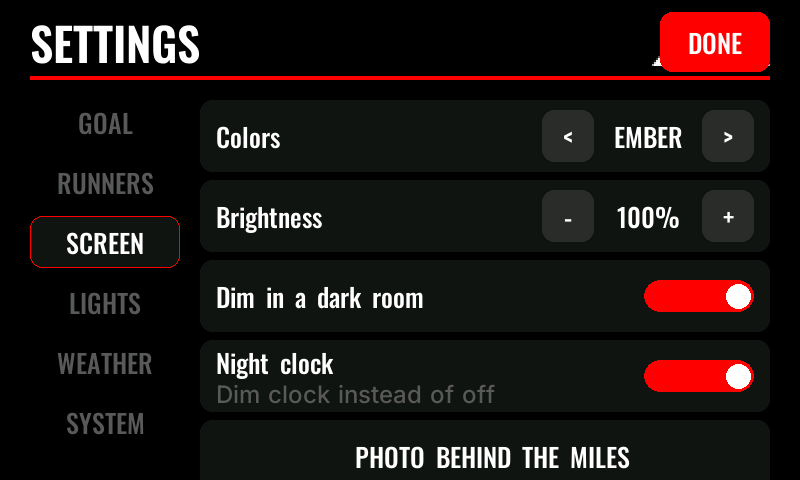 SETTINGS
DONE
GOAL
RUNNERS
SCREEN
LIGHTS
WEATHER
SYSTEM
Colors
< EMBER >
Brightness
- 100% +
Dim in a dark room
Night clock
Dim clock instead of off
PHOTO BEHIND THE MILES